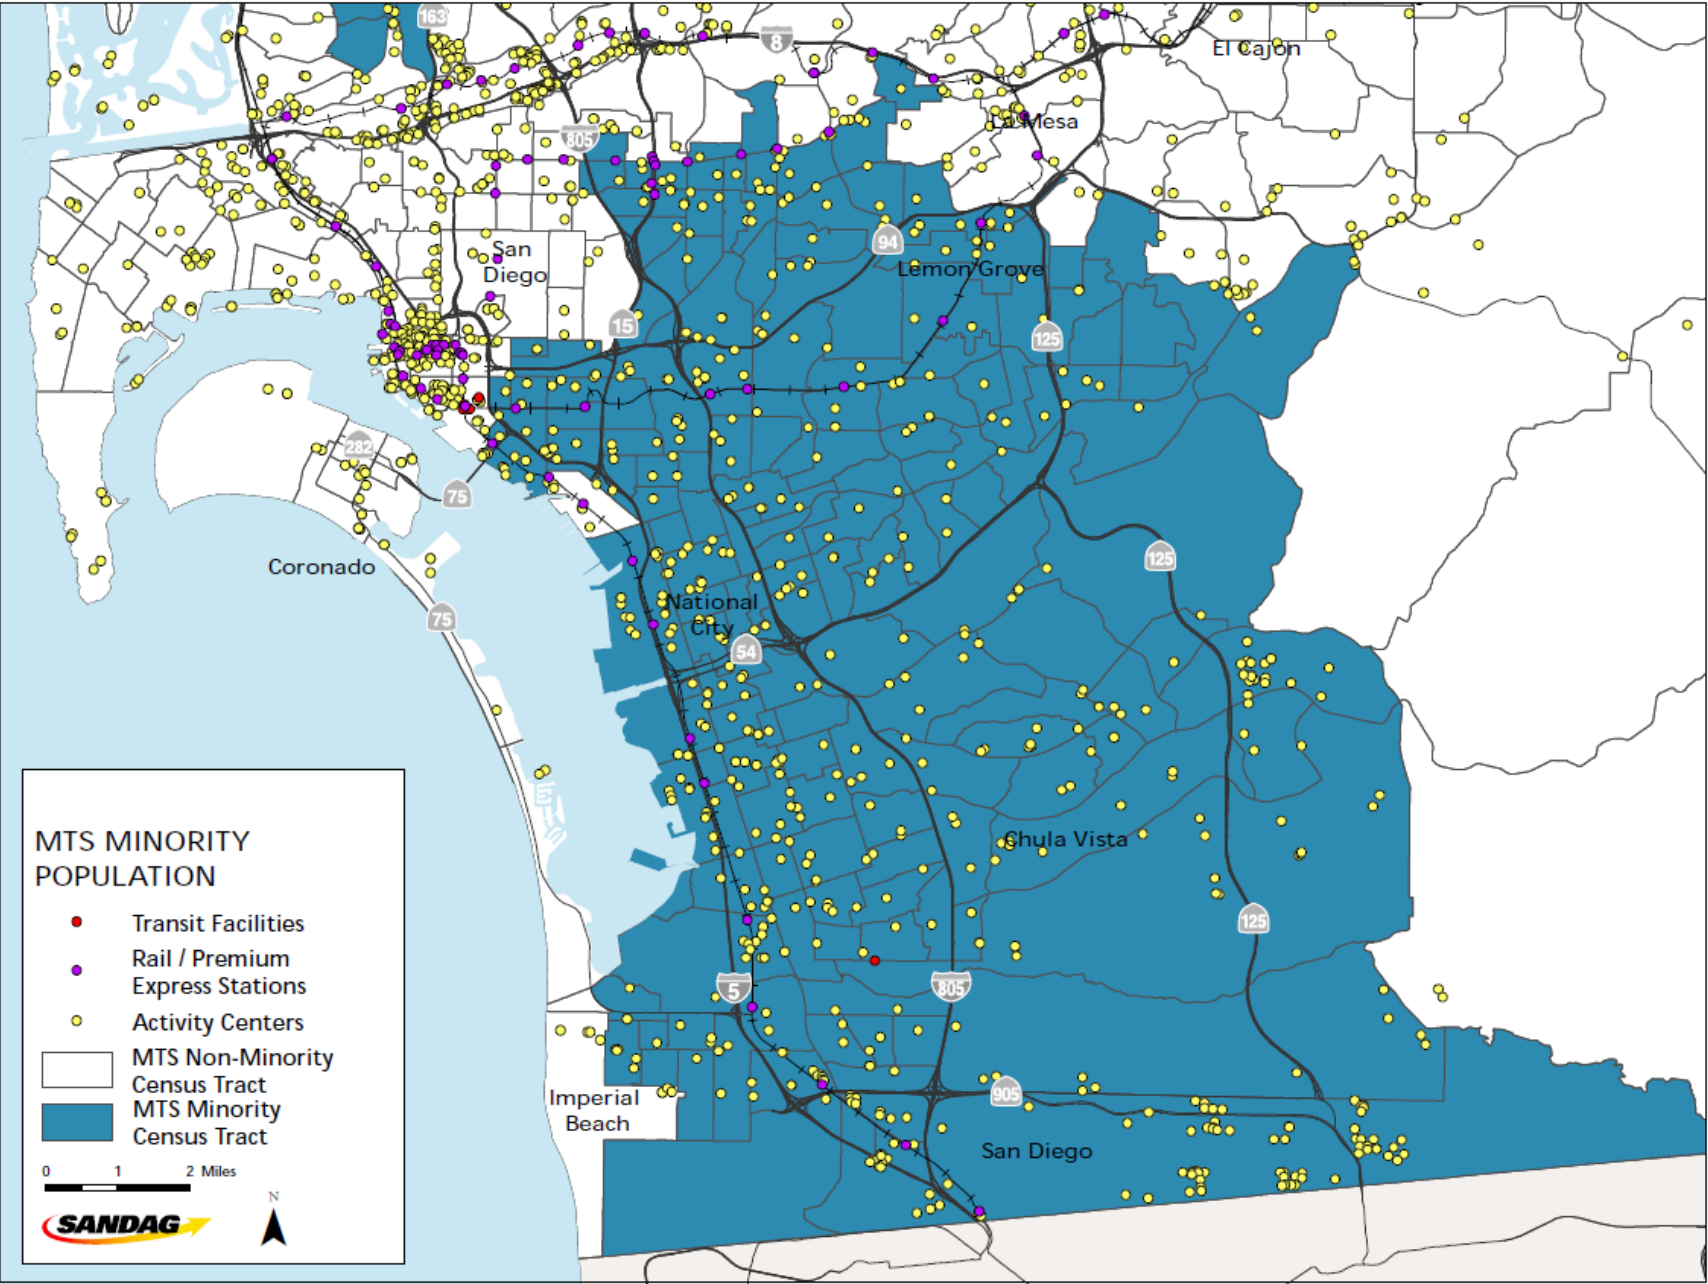 163
8
El Cajon
805
La Mesa
94
San
Diego
Lemon Grove
15
125
282
75
125
Coronado
75
National
City
54
Chula Vista
125
5
805
905
Imperial
Beach
San Diego
MTS MINORITY
POPULATION
Transit Facilities
Rail / Premium
Express Stations
Activity Centers
MTS Non-Minority
Census Tract
MTS Minority
Census Tract
0 1 2 Miles
N
SANDAG